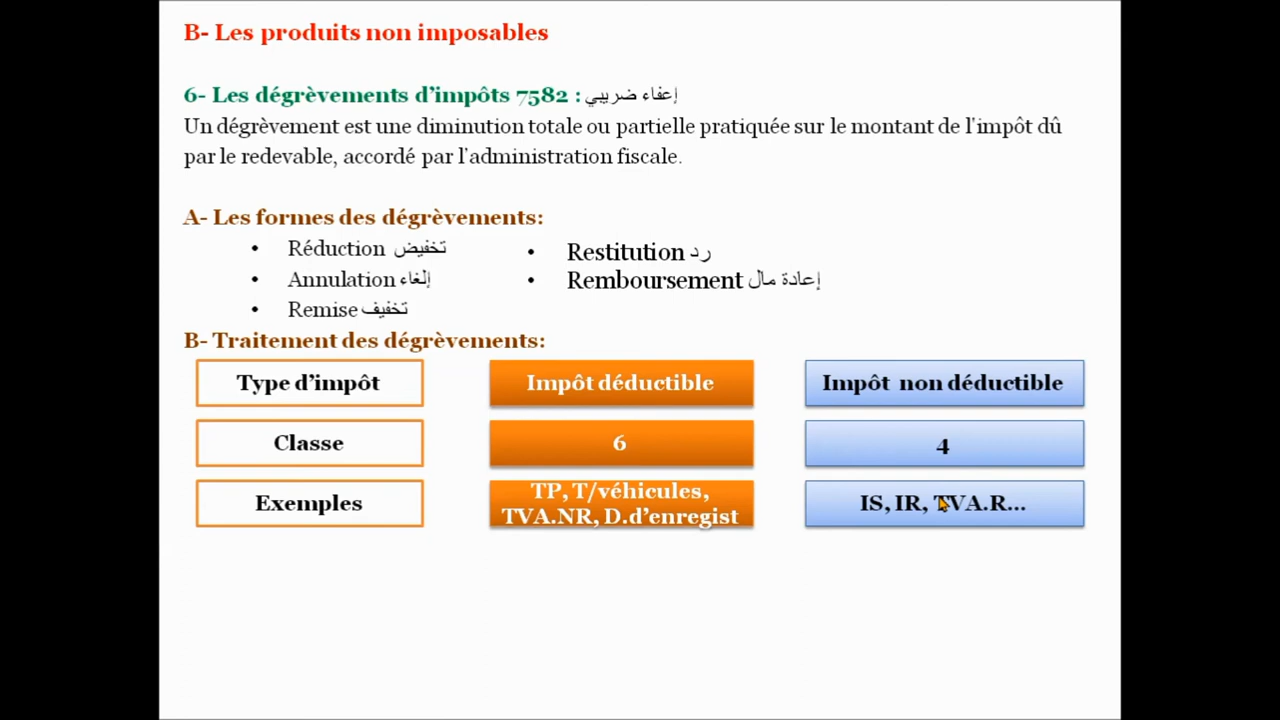 B- Les produits non imposables
6- Les dégrèvements d’impôts 7582 : إعفاء ضريبي
Un dégrèvement est une diminution totale ou partielle pratiquée sur le montant de l'impôt dû
par le redevable, accordé par l’administration fiscale.
A- Les formes des dégrèvements:
• Réduction تخفيض
• Annulation إلغاء
• Remise تخفيف
• Restitution رد
• Remboursement إعادة مال
B- Traitement des dégrèvements:
Type d’impôt
Impôt déductible
Impôt non déductible
Classe
6
4
Exemples
TP, T/véhicules,
TVA.NR, D.d’enregist
IS, IR, TVA.R...